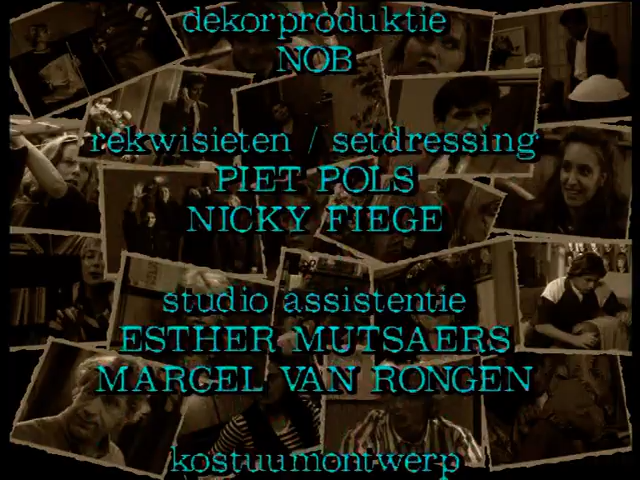 dekorproduktie
NOB
rekwisieten / setdressing
PIET POLS
NICKY FIEGE
studio assistentie
ESTHER MUTSAERS
MARCEL VAN RONGEN
kostuumontwerp